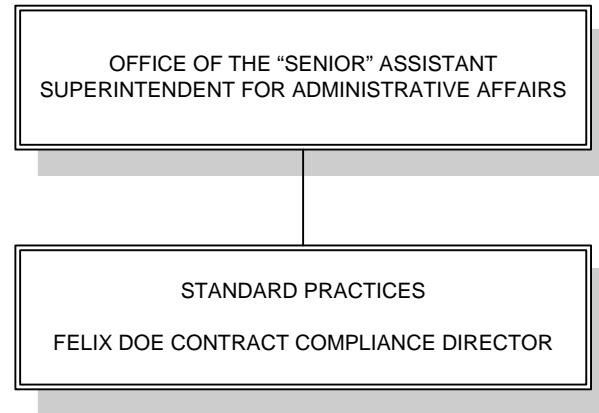 OFFICE OF THE “SENIOR” ASSISTANT
SUPERINTENDENT FOR ADMINISTRATIVE AFFAIRS
STANDARD PRACTICES
FELIX DOE CONTRACT COMPLIANCE DIRECTOR